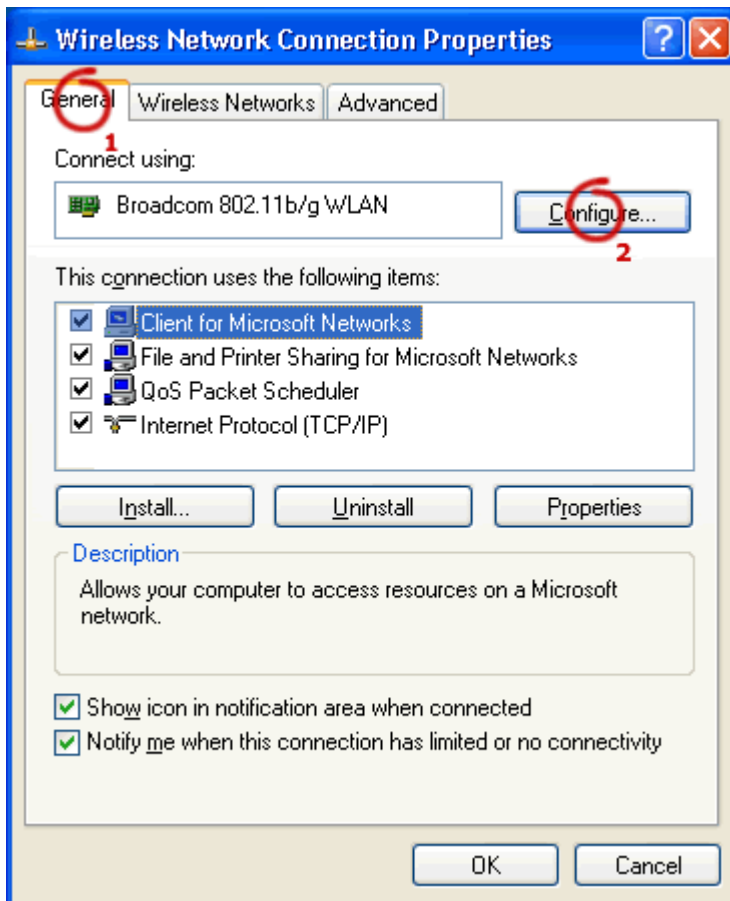 Wireless Network Connection Properties
?
General Wireless Networks Advanced
1
Connect using:
Broadcom 802.11b/g WLAN Configure...
2
This connection uses the following items:
Client for Microsoft Networks
File and Printer Sharing for Microsoft Networks
QoS Packet Scheduler
Internet Protocol (TCP/IP)
Install... Uninstall Properties
Description
Allows your computer to access resources on a Microsoft
network.
Show icon in notification area when connected
Notify me when this connection has limited or no connectivity
OK Cancel